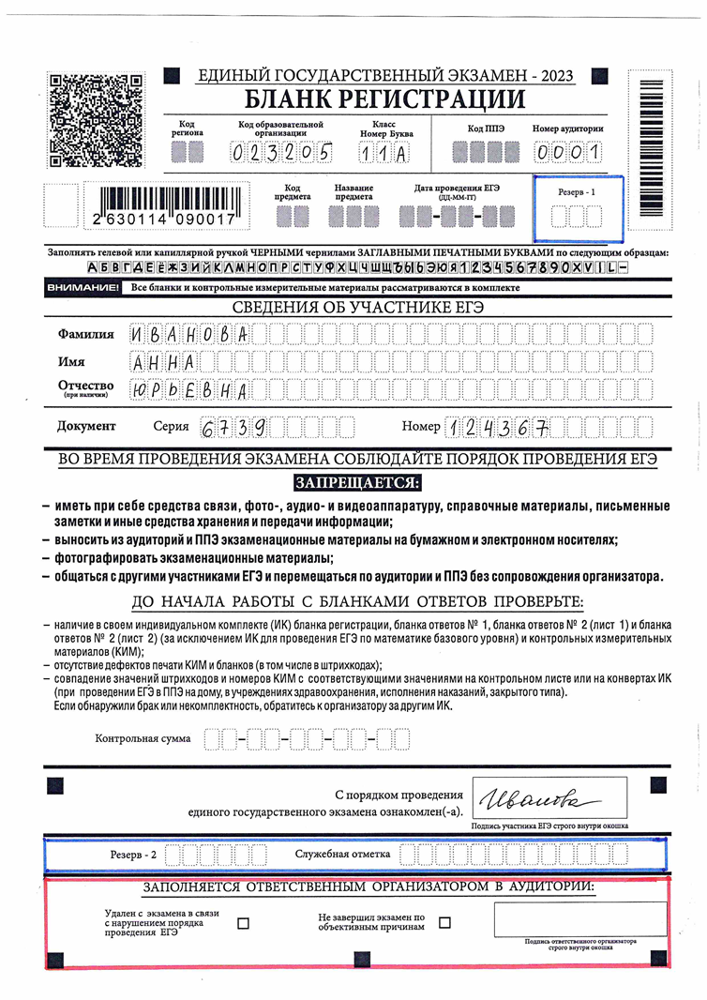 ЕДИНЫЙ ГОСУДАРСТВЕННЫЙ ЭКЗАМЕН - 2023
БЛАНК РЕГИСТРАЦИИ
Код региона
Код образовательной организации
Класс Номер Буква
Код ППЭ
Номер аудитории
023205 11А 0001
2 630114 090017
Код предмета
Название предмета
Дата проведения ЕГЭ (ДД-ММ-ГГ)
Резерв - 1
Заполнять гелевой или капиллярной ручкой ЧЕРНЫМИ чернилами ЗАГЛАВНЫМИ ПЕЧАТНЫМИ БУКВАМИ по следующим образцам:
АБВГДЕЁЖЗИЙКЛМНОПРСТУФХЦЧШЩЪЫЬЭЮЯ1234567890XVIL-
ВНИМАНИЕ! Все бланки и контрольные измерительные материалы рассматриваются в комплекте
СВЕДЕНИЯ ОБ УЧАСТНИКЕ ЕГЭ
Фамилия ИВАНОВА
Имя АННА
Отчество ЮРЬЕВНА
(при наличии)
Документ Серия 6739 Номер 124367
ВО ВРЕМЯ ПРОВЕДЕНИЯ ЭКЗАМЕНА СОБЛЮДАЙТЕ ПОРЯДОК ПРОВЕДЕНИЯ ЕГЭ
ЗАПРЕЩАЕТСЯ:
– иметь при себе средства связи, фото-, аудио- и видеоаппаратуру, справочные материалы, письменные
заметки и иные средства хранения и передачи информации;
– выносить из аудиторий и ППЭ экзаменационные материалы на бумажном и электронном носителях;
– фотографировать экзаменационные материалы;
– общаться с другими участниками ЕГЭ и перемещаться по аудитории и ППЭ без сопровождения организатора.
ДО НАЧАЛА РАБОТЫ С БЛАНКАМИ ОТВЕТОВ ПРОВЕРЬТЕ:
– наличие в своем индивидуальном комплекте (ИК) бланка регистрации, бланка ответов № 1, бланка ответов № 2 (лист 1) и бланка
ответов № 2 (лист 2) (за исключением ИК для проведения ЕГЭ по математике базового уровня) и контрольных измерительных
материалов (КИМ);
– отсутствие дефектов печати КИМ и бланков (в том числе в штрихкодах);
– совпадение значений штрихкодов и номеров КИМ с соответствующими значениями на контрольном листе или на конвертах ИК
(при проведении ЕГЭ в ППЭ на дому, в учреждениях здравоохранения, исполнения наказаний, закрытого типа).
Если обнаружили брак или некомплектность, обратитесь к организатору за другим ИК.
Контрольная сумма
С порядком проведения
единого государственного экзамена ознакомлен(-а).
Иванова
Подпись участника ЕГЭ строго внутри окошка
Резерв - 2 Служебная отметка
ЗАПОЛНЯЕТСЯ ОТВЕТСТВЕННЫМ ОРГАНИЗАТОРОМ В АУДИТОРИИ:
Удален с экзамена в связи
с нарушением порядка
проведения ЕГЭ
Не завершил экзамен по
объективным причинам
Подпись ответственного организатора
строго внутри окошка